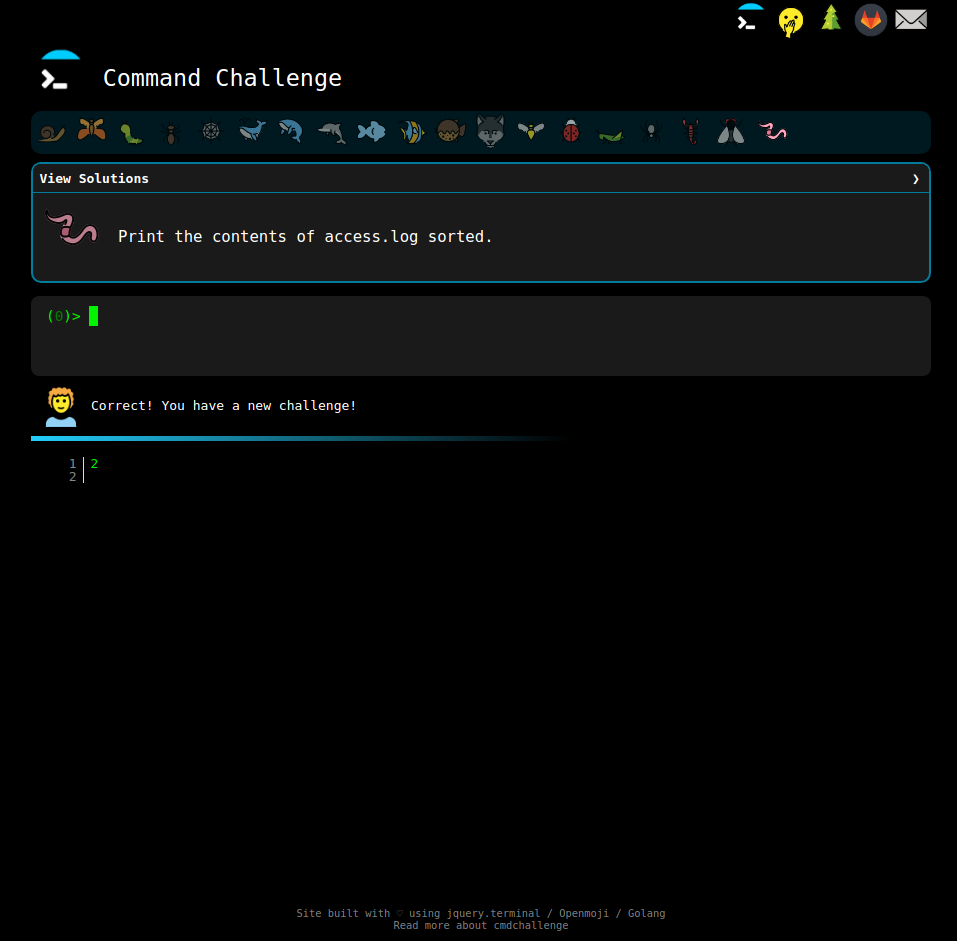 Command Challenge
View Solutions ❯
Print the contents of access.log sorted.
(0)>
Correct! You have a new challenge!
1 2
2
Site built with ♡ using jquery.terminal / Openmoji / Golang
Read more about cmdchallenge